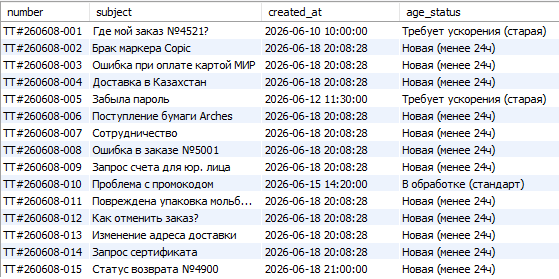 number subject created_at age_status
TT#260608-001 Где мой заказ №4521? 2026-06-10 10:00:00 Требует ускорения (старая)
TT#260608-002 Брак маркера Copic 2026-06-18 20:08:28 Новая (менее 24ч)
TT#260608-003 Ошибка при оплате картой МИР 2026-06-18 20:08:28 Новая (менее 24ч)
TT#260608-004 Доставка в Казахстан 2026-06-18 20:08:28 Новая (менее 24ч)
TT#260608-005 Забыла пароль 2026-06-12 11:30:00 Требует ускорения (старая)
TT#260608-006 Поступление бумаги Arches 2026-06-18 20:08:28 Новая (менее 24ч)
TT#260608-007 Сотрудничество 2026-06-18 20:08:28 Новая (менее 24ч)
TT#260608-008 Ошибка в заказе №5001 2026-06-18 20:08:28 Новая (менее 24ч)
TT#260608-009 Запрос счета для юр. лица 2026-06-18 20:08:28 Новая (менее 24ч)
TT#260608-010 Проблема с промокодом 2026-06-15 14:20:00 В обработке (стандарт)
TT#260608-011 Повреждена упаковка мольб... 2026-06-18 20:08:28 Новая (менее 24ч)
TT#260608-012 Как отменить заказ? 2026-06-18 20:08:28 Новая (менее 24ч)
TT#260608-013 Изменение адреса доставки 2026-06-18 20:08:28 Новая (менее 24ч)
TT#260608-014 Запрос сертификата 2026-06-18 20:08:28 Новая (менее 24ч)
TT#260608-015 Статус возврата №4900 2026-06-18 21:00:00 Новая (менее 24ч)